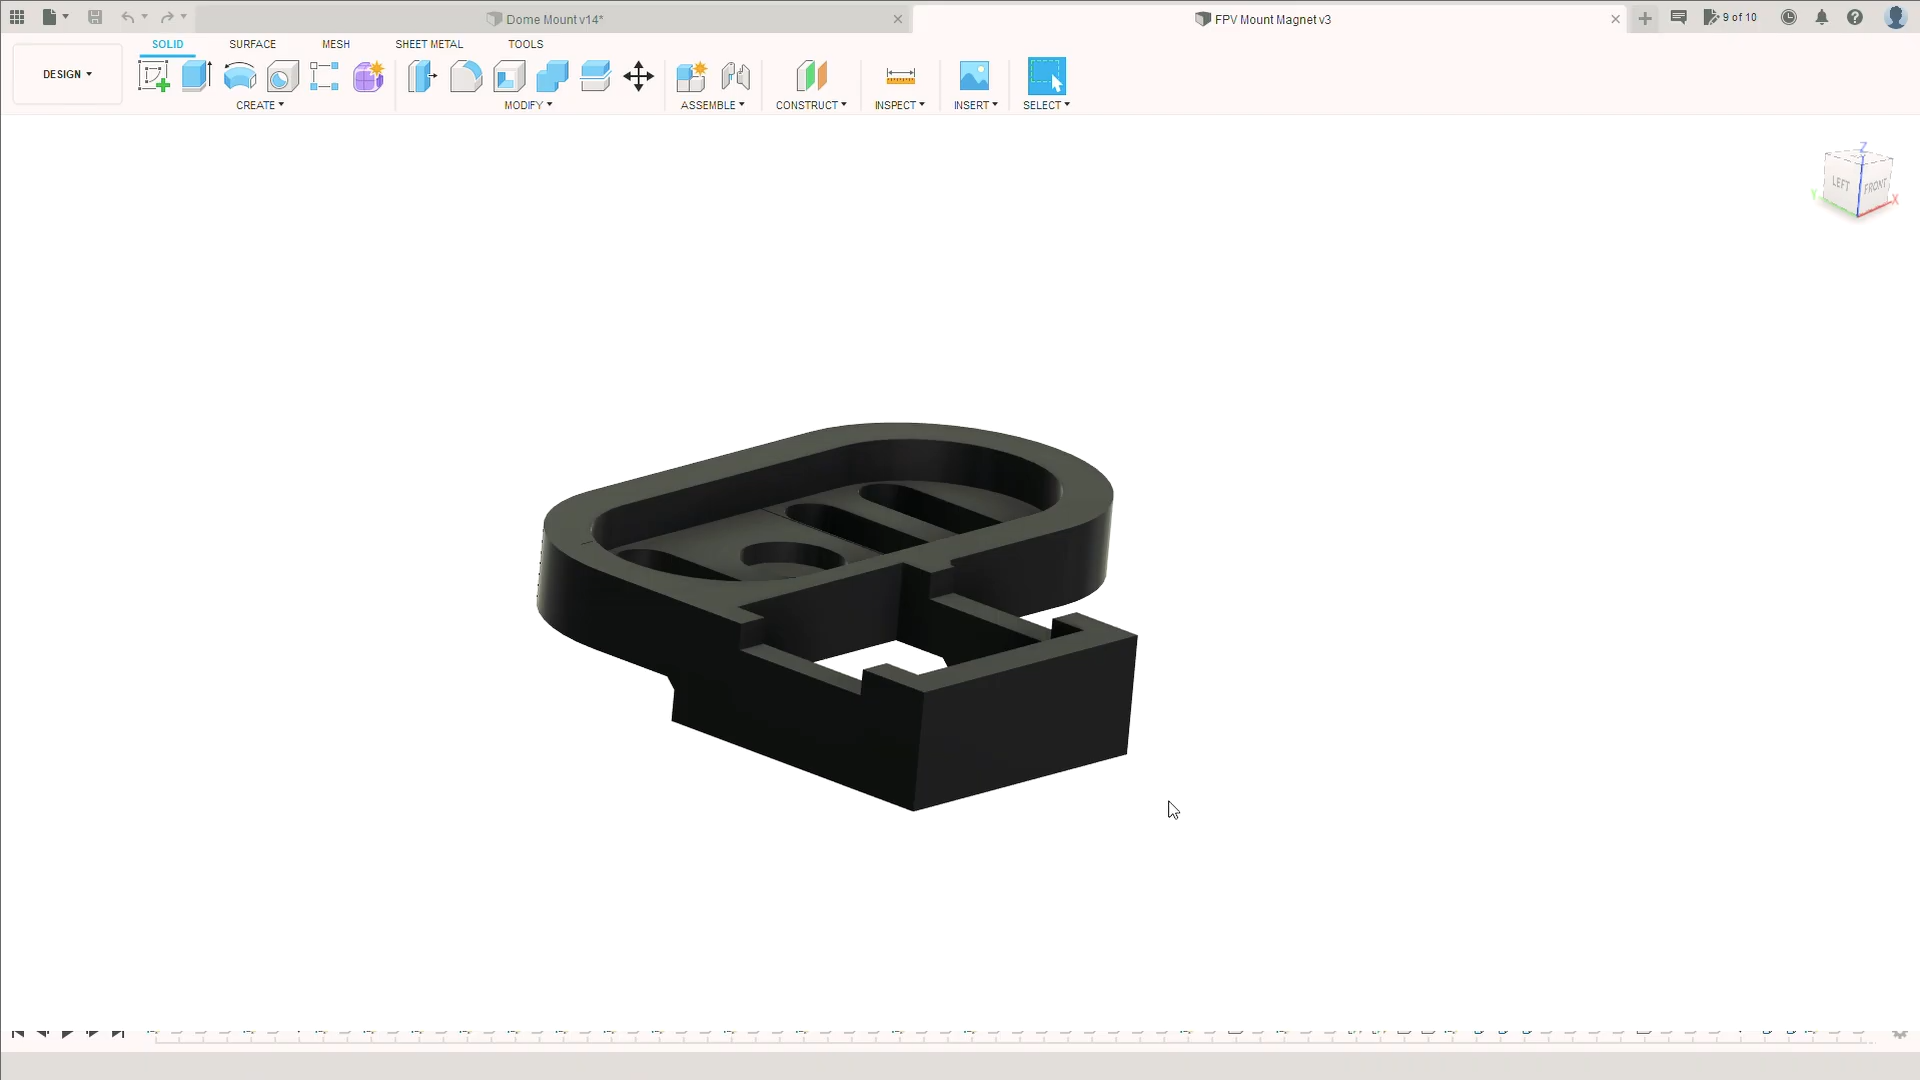 Dome Mount v14*
FPV Mount Magnet v3
9 of 10
SOLID
SURFACE
MESH
SHEET METAL
TOOLS
DESIGN
CREATE
MODIFY
ASSEMBLE
CONSTRUCT
INSPECT
INSERT
SELECT
Z
LEFT
FRONT
Y
X